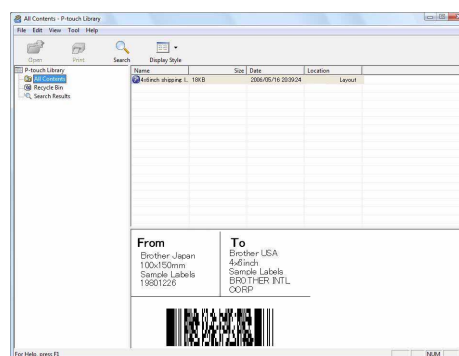 All Contents - P-touch Library
File Edit View Tool Help
Open Print Search Display Style
P-touch Library
All Contents
Recycle Bin
Search Results
Name Size Date Location
4x6inch shipping l.. 18KB 2006/05/16 20:39:24 Layout
From
Brother Japan
100x150mm
Sample Labels
19801226
To
Brother USA
4x6inch
Sample Labels
BROTHER INTL
CORP
For Help, press F1
NUM